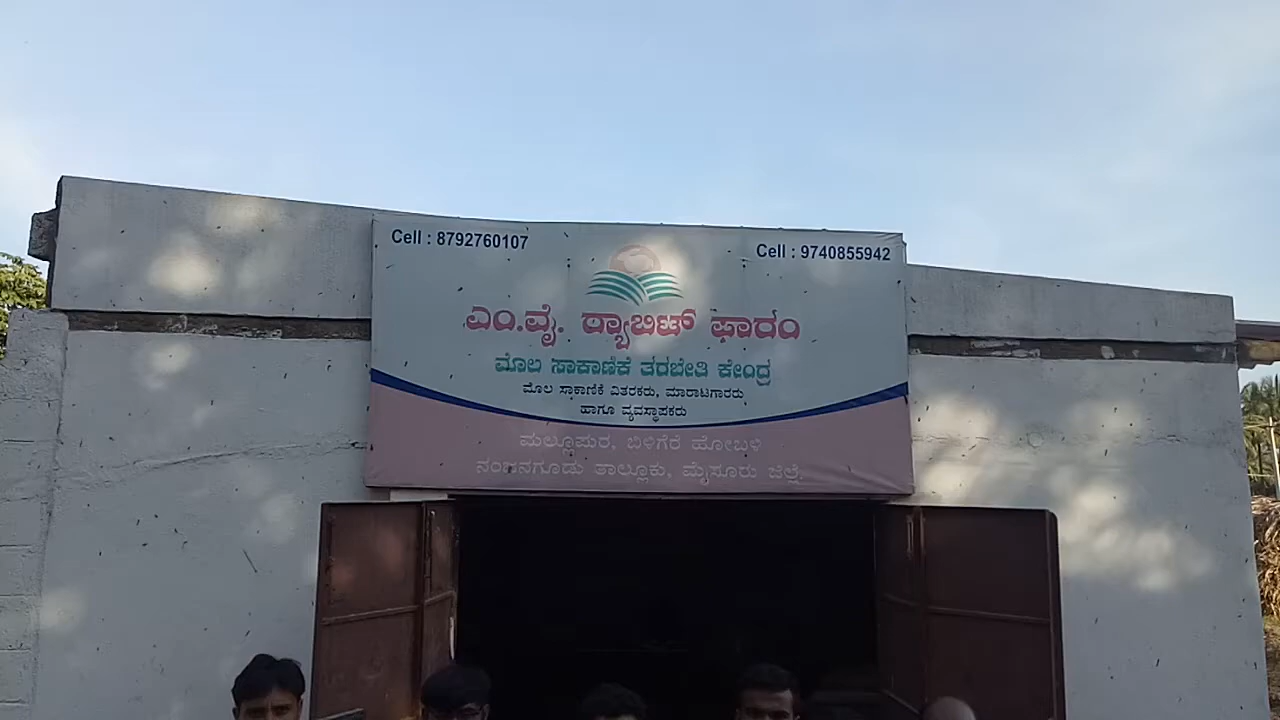 Cell : 8792760107
Cell : 9740855942
ಎಂ.ವೈ. ರ‍್ಯಾಬಿಟ್ ಫಾರಂ
ಮೊಲ ಸಾಕಾಣಿಕೆ ತರಬೇತಿ ಕೇಂದ್ರ
ಮೊಲ ಸಾಕಾಣಿಕೆ ವಿತರಕರು, ಮಾರಾಟಗಾರರು
ಹಾಗೂ ವ್ಯವಸ್ಥಾಪಕರು
ಮಲ್ಲೂಪುರ, ಬಿಳಿಗೆರೆ ಹೋಬಳಿ
ನಂಜನಗೂಡು ತಾಲ್ಲೂಕು, ಮೈಸೂರು ಜಿಲ್ಲೆ.